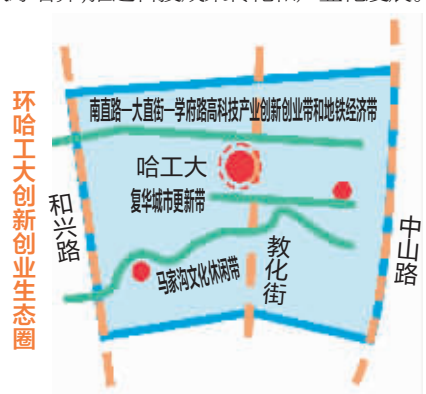 环哈工大创新创业生态圈
南直路—大直街—学府路高科技产业创新创业带和地铁经济带
哈工大
复华城市更新带
和兴路
中山路
教化街
马家沟文化休闲带